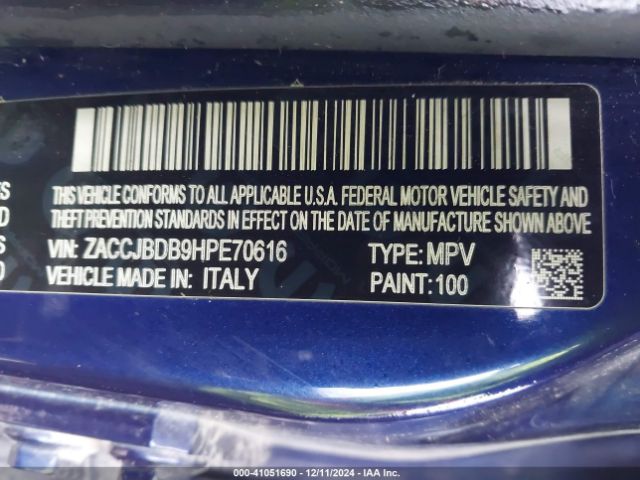 THIS VEHICLE CONFORMS TO ALL APPLICABLE U.S.A. FEDERAL MOTOR VEHICLE SAFETY AND
THEFT PREVENTION STANDARDS IN EFFECT ON THE DATE OF MANUFACTURE SHOWN ABOVE
VIN: ZACCJBDB9HPE70616 TYPE: MPV
VEHICLE MADE IN: ITALY PAINT: 100
000-41051690 - 12/11/2024 - IAA Inc.